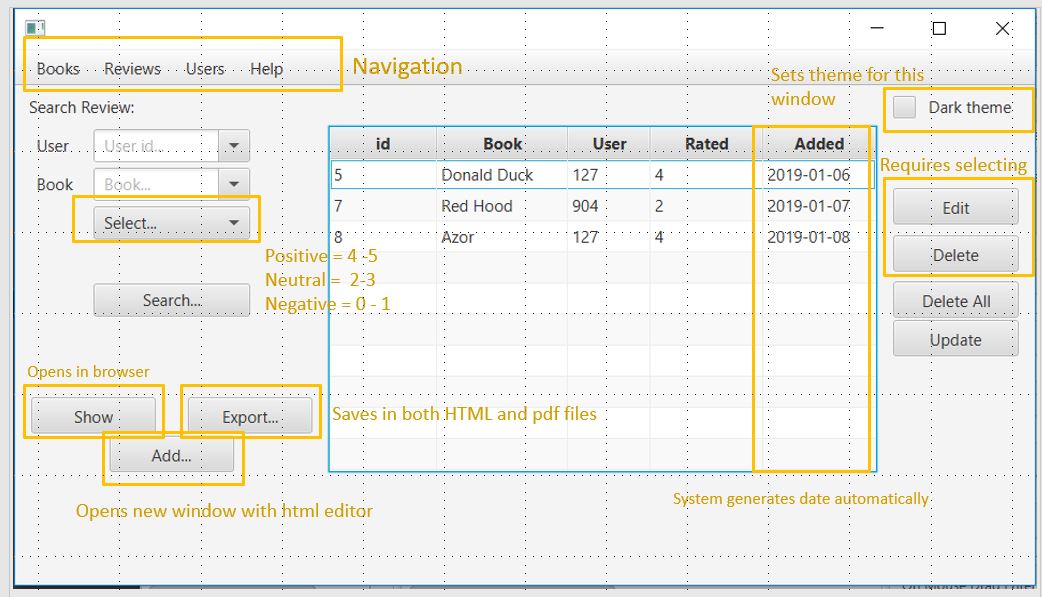 Books Reviews Users Help
Navigation
Sets theme for this
window
Dark theme
Search Review:
User User id...
Book Book...
Select...
Positive = 4 -5
Neutral = 2-3
Negative = 0 - 1
Search...
id Book User Rated Added
5 Donald Duck 127 4 2019-01-06
7 Red Hood 904 2 2019-01-07
8 Azor 127 4 2019-01-08
Requires selecting
Edit
Delete
Delete All
Update
Opens in browser
Show
Export...
Saves in both HTML and pdf files
Add...
Opens new window with html editor
System generates date automatically